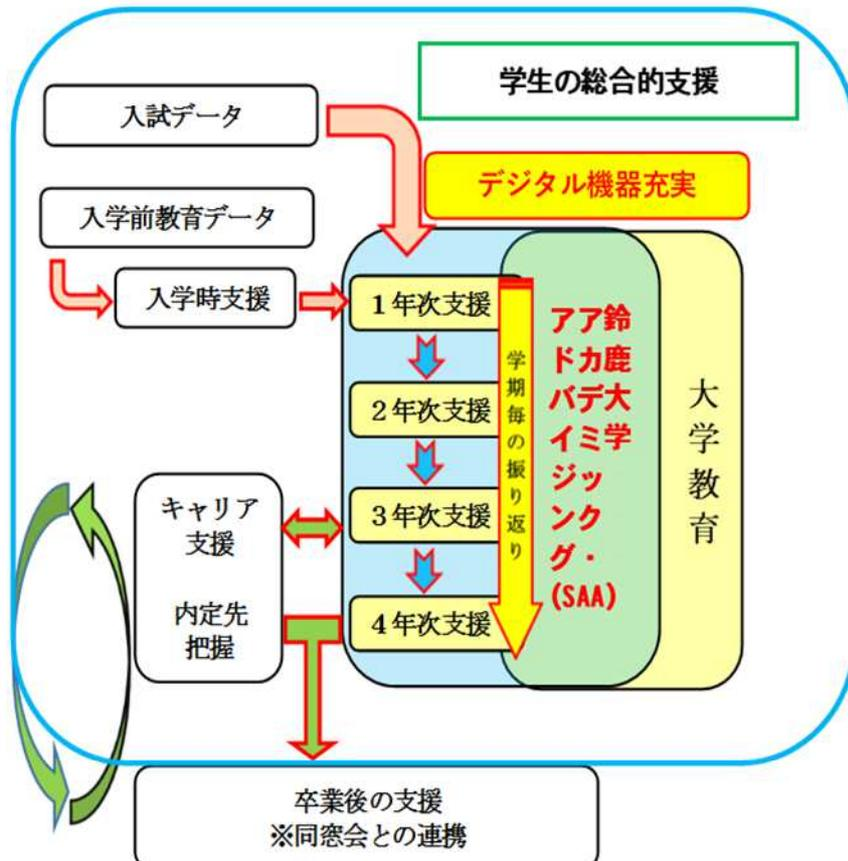 学生の総合的支援
入試データ
デジタル機器充実
入学前教育データ
入学時支援
1年次支援
2年次支援
3年次支援
4年次支援
学期毎の振り返り
鈴鹿大学
アカデミック・
アドバイジング
(SAA)
大学教育
キャリア
支援
内定先
把握
卒業後の支援
※同窓会との連携